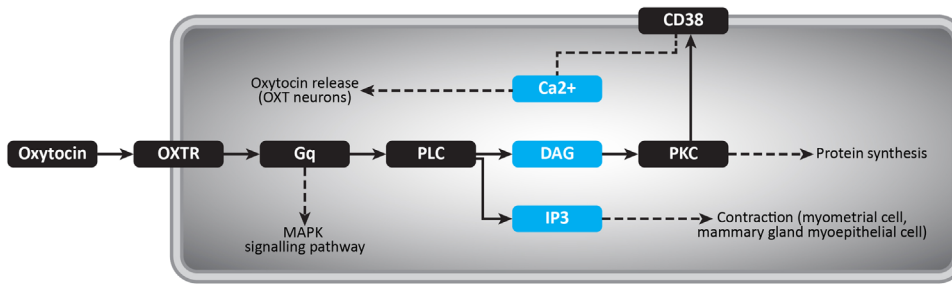 CD38
Oxytocin release
(OXT neurons)
Ca2+
Oxytocin
OXTR
Gq
PLC
DAG
PKC
Protein synthesis
IP3
MAPK
signalling pathway
Contraction (myometrial cell,
mammary gland myoepithelial cell)